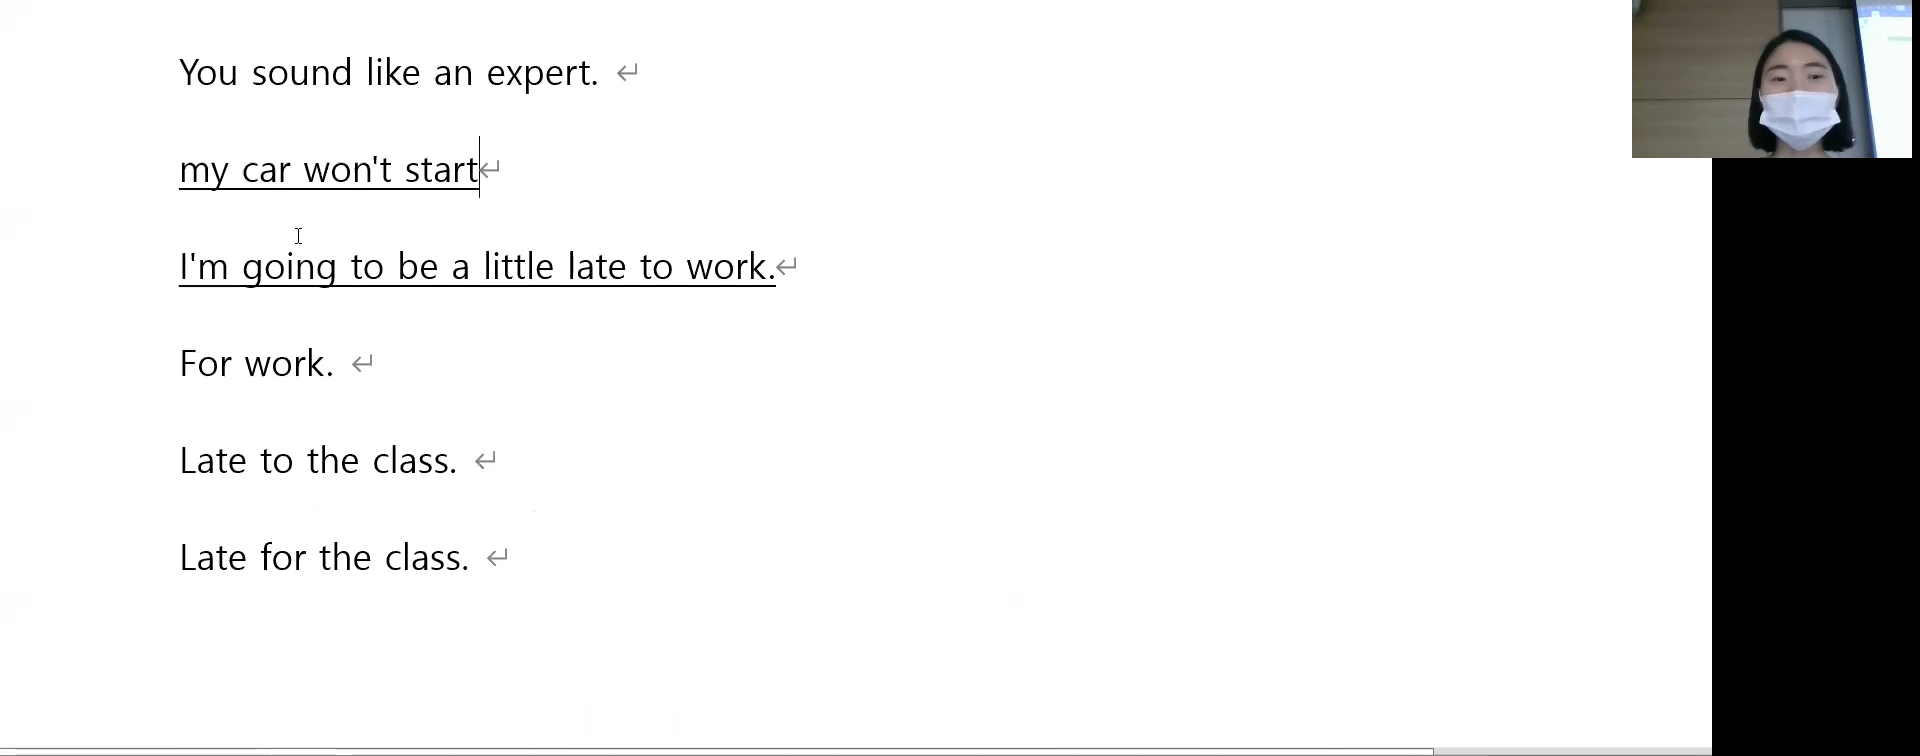 You sound like an expert.
my car won't start
I'm going to be a little late to work.
For work.
Late to the class.
Late for the class.